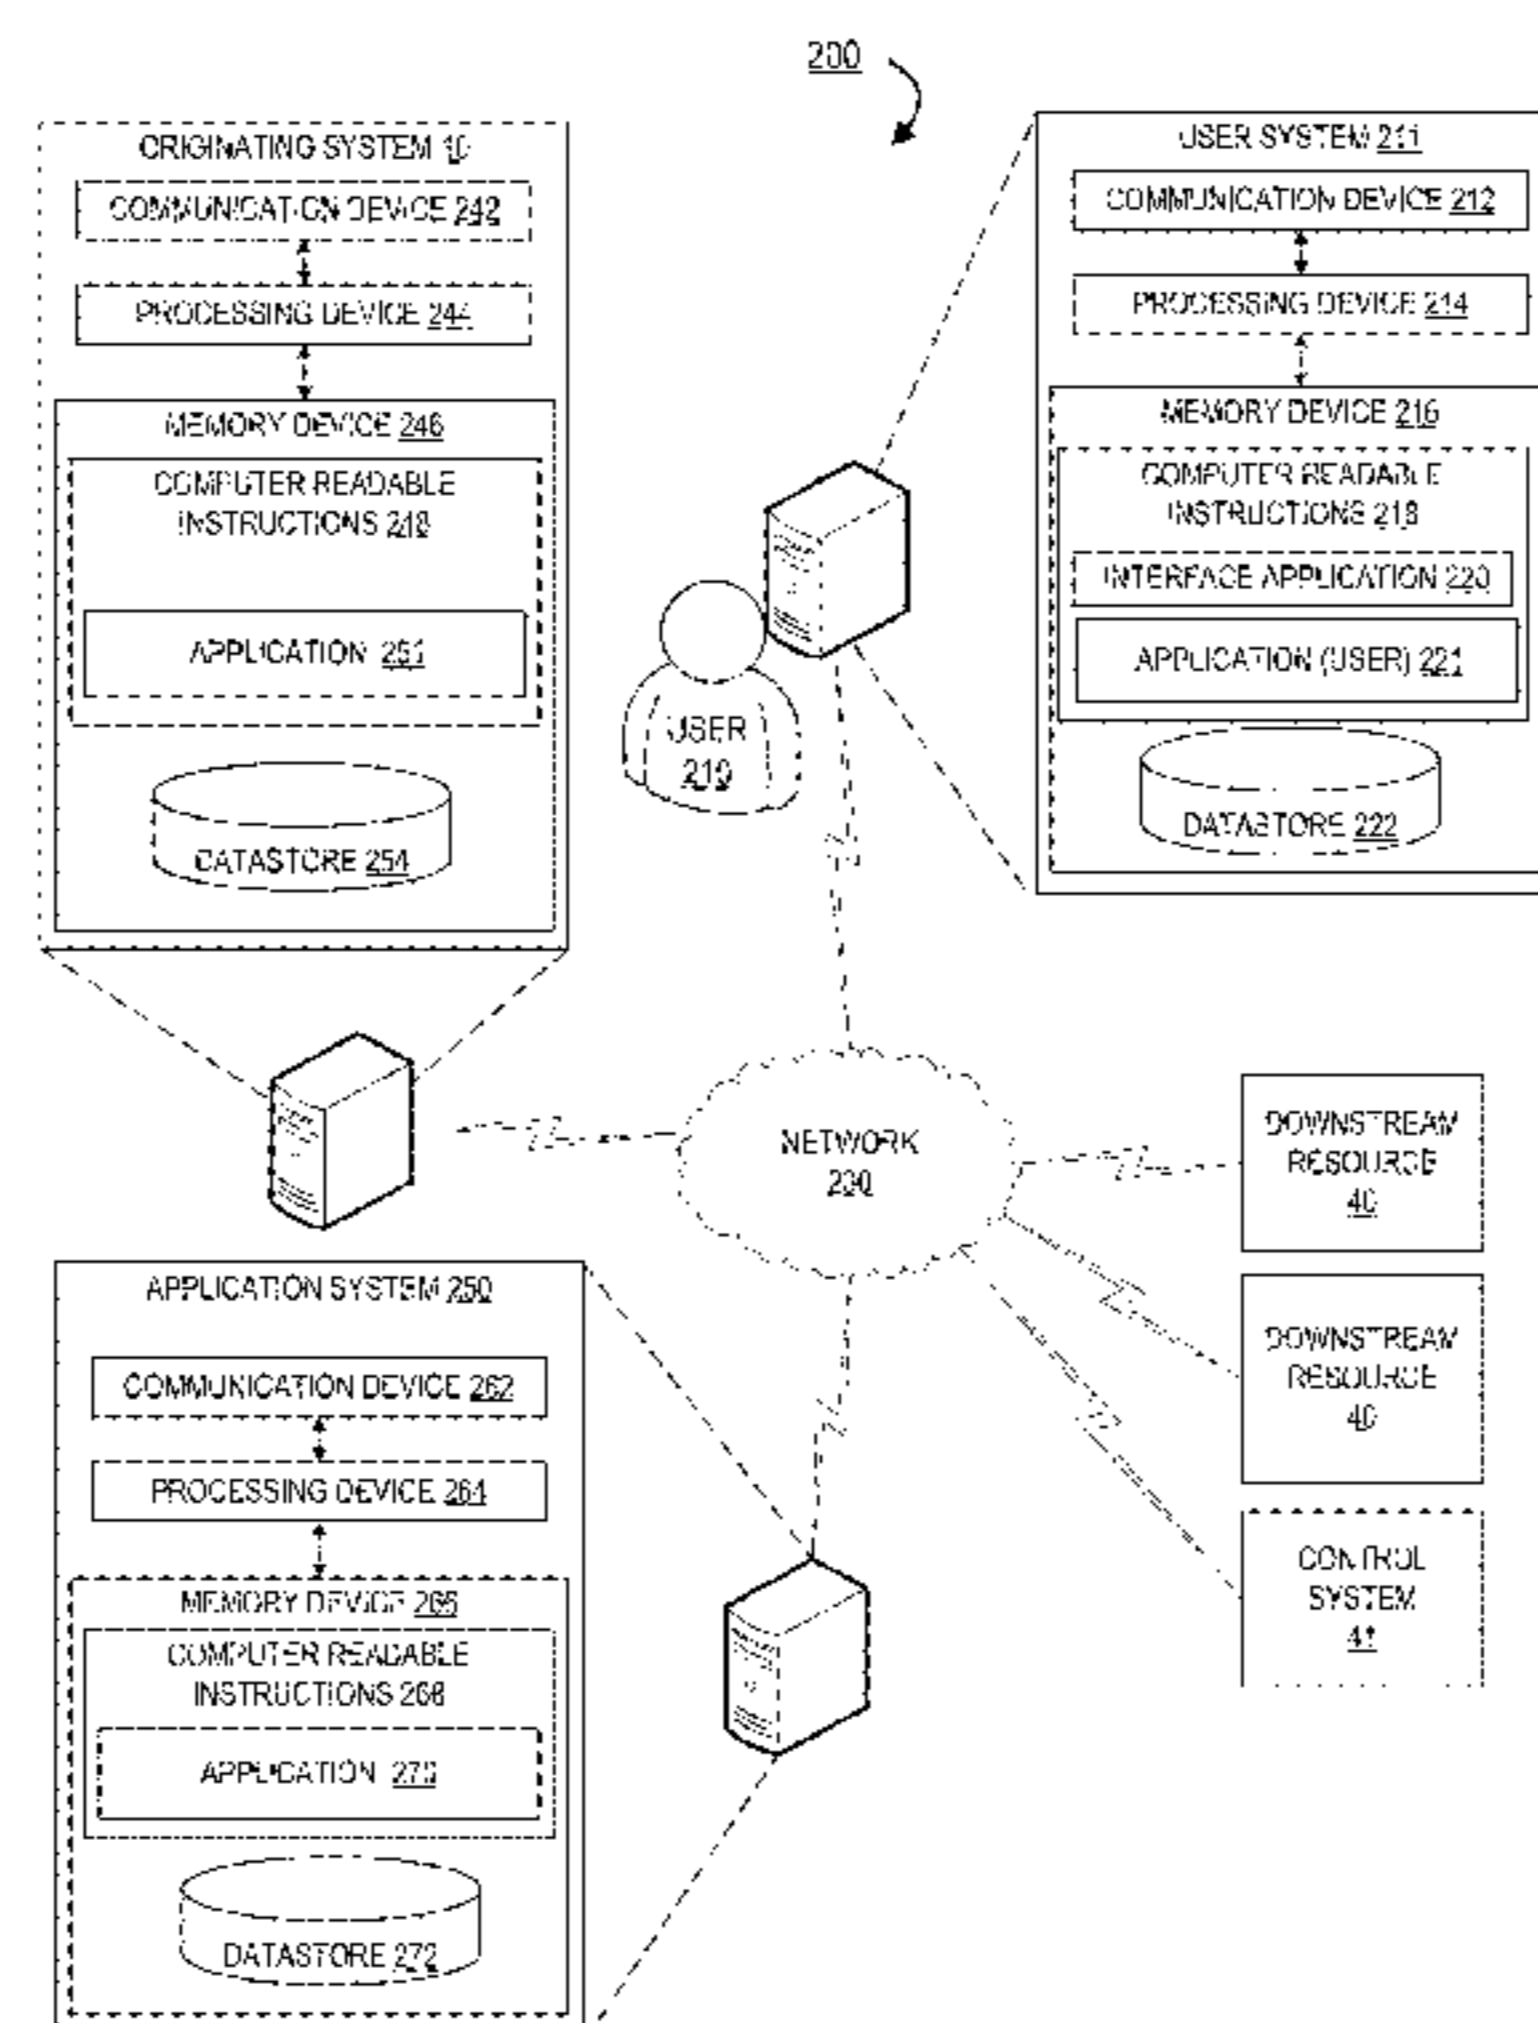 200
ORIGINATING SYSTEM 10
COMMUNICATION DEVICE 242
PROCESSING DEVICE 244
MEMORY DEVICE 246
COMPUTER READABLE
INSTRUCTIONS 248
APPLICATION 251
DATASTORE 254
USER SYSTEM 211
COMMUNICATION DEVICE 212
PROCESSING DEVICE 214
MEMORY DEVICE 216
COMPUTER READABLE
INSTRUCTIONS 218
INTERFACE APPLICATION 220
APPLICATION (USER) 221
DATASTORE 222
USER
210
NETWORK
230
DOWNSTREAM
RESOURCE
40
DOWNSTREAM
RESOURCE
40
CONTROL
SYSTEM
41
APPLICATION SYSTEM 250
COMMUNICATION DEVICE 262
PROCESSING DEVICE 264
MEMORY DEVICE 266
COMPUTER READABLE
INSTRUCTIONS 268
APPLICATION 270
DATASTORE 272